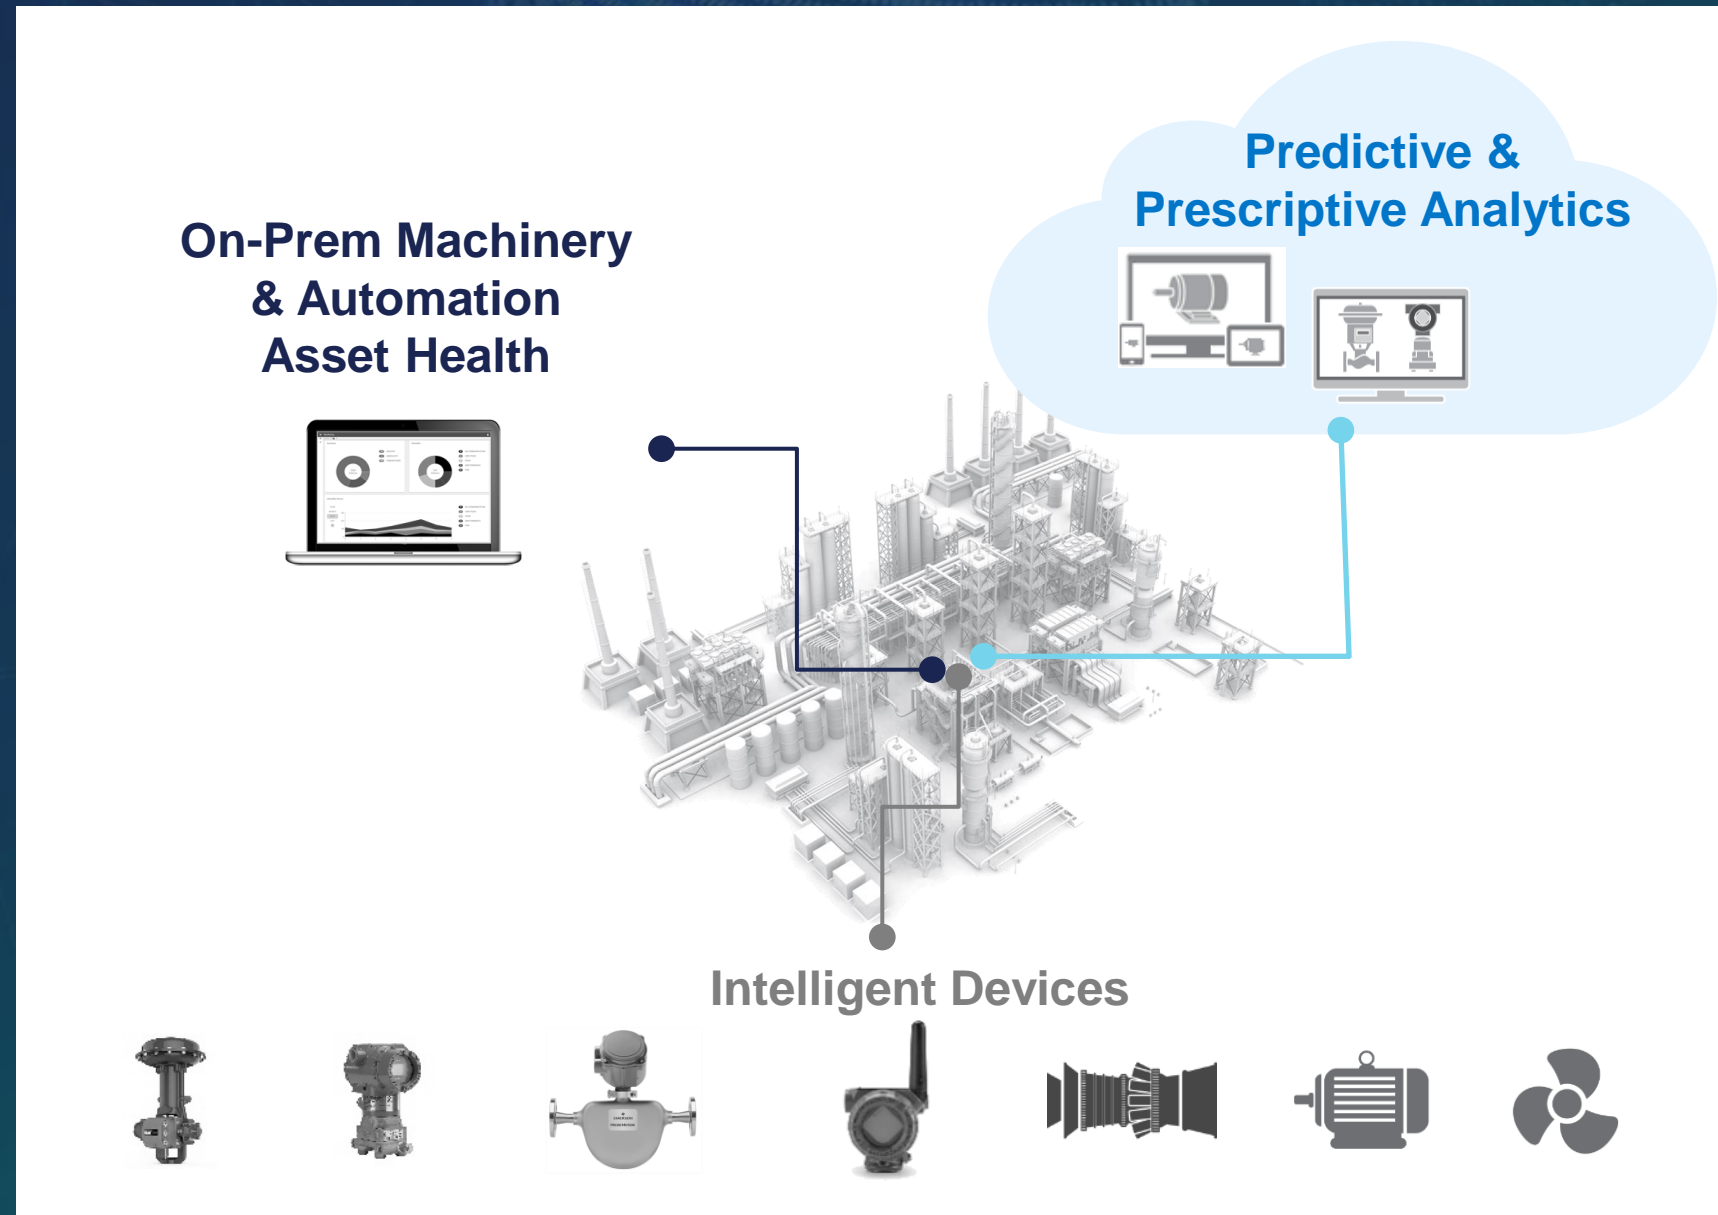 On-Prem Machinery
& Automation
Asset Health
Predictive &
Prescriptive Analytics
Intelligent Devices